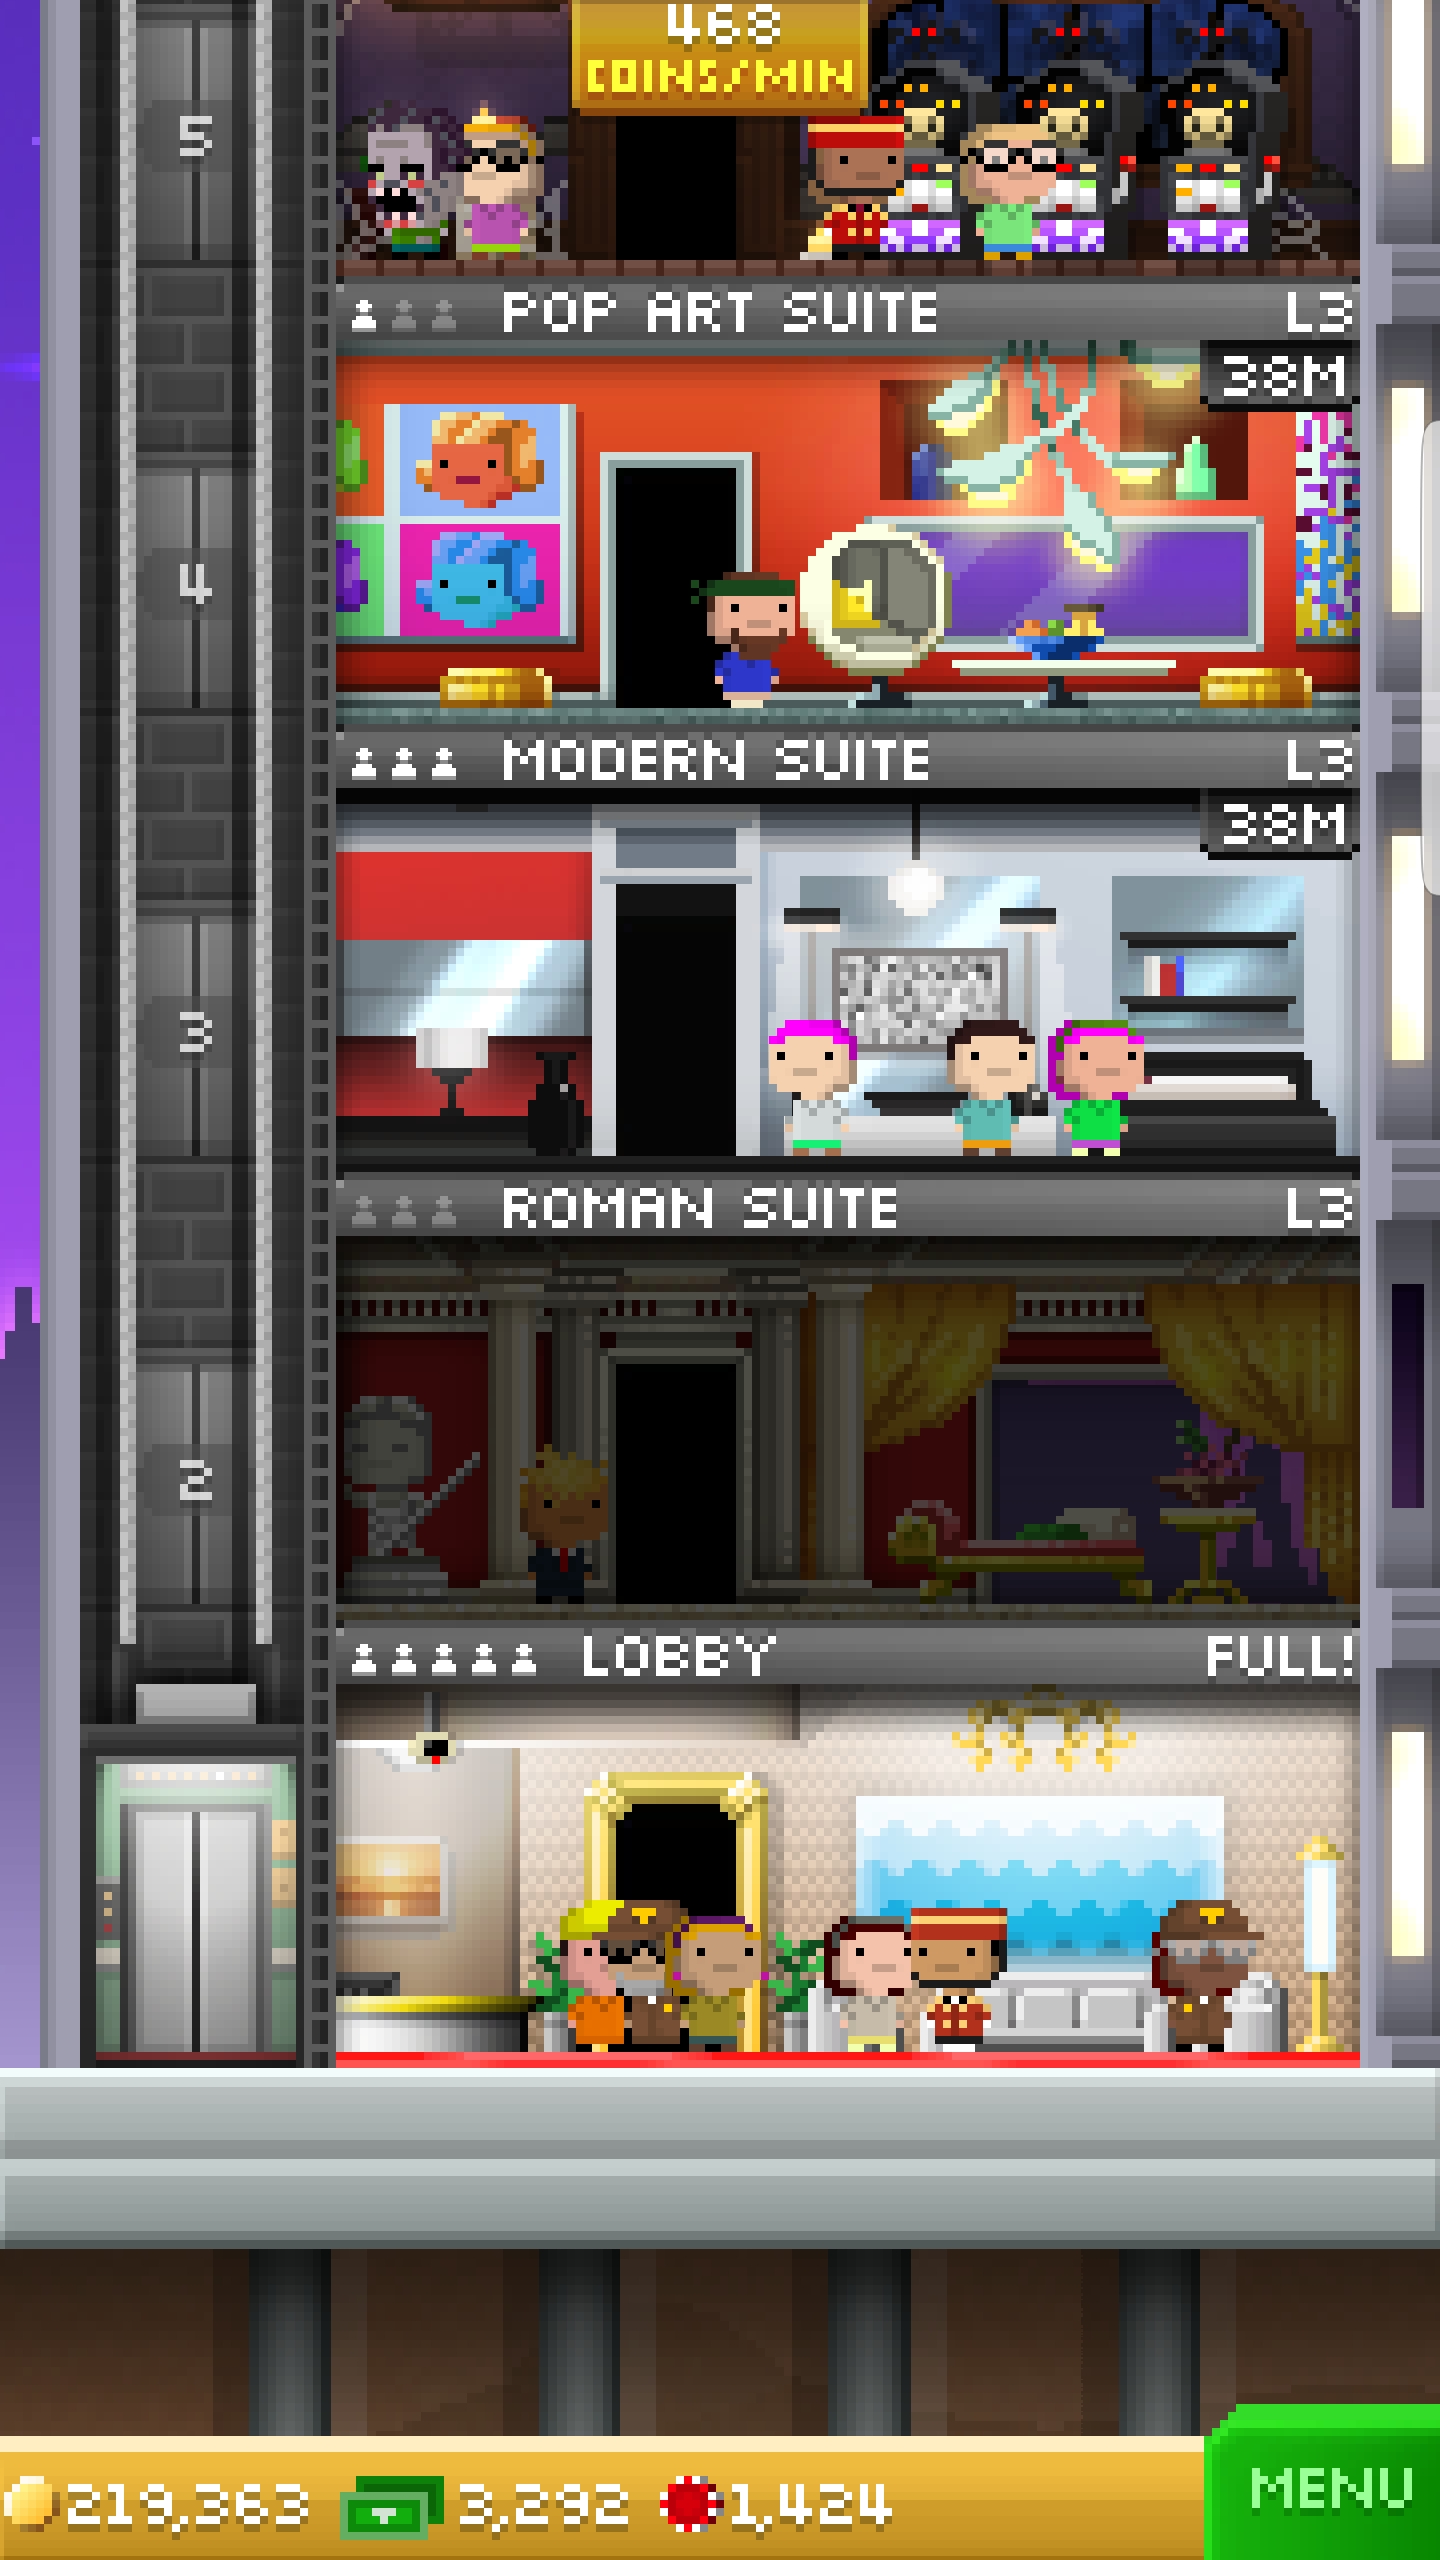 468
COINS/MIN
5
POP ART SUITE L3
38M
4
MODERN SUITE L3
38M
3
ROMAN SUITE L3
2
LOBBY FULL!
219,363 3,292 1,424 MENU